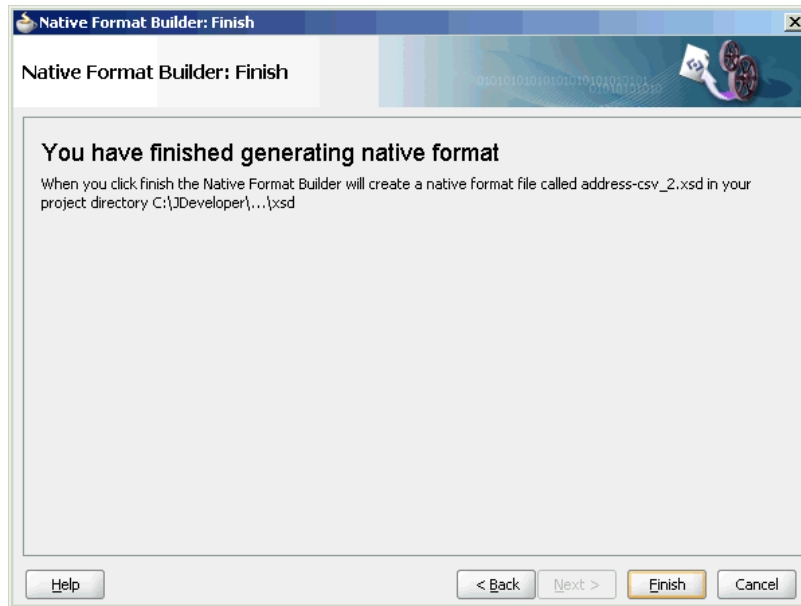 Native Format Builder: Finish
Native Format Builder: Finish
You have finished generating native format
When you click finish the Native Format Builder will create a native format file called address-csv_2.xsd in your
project directory C:\JDeveloper\...\xsd
Help
< Back
Next >
Finish
Cancel